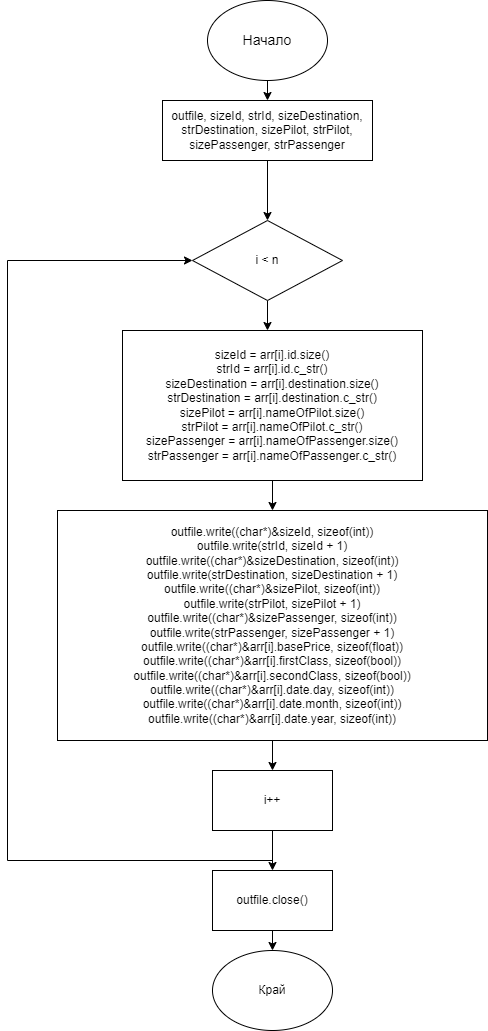 Начало
outfile, sizeId, strId, sizeDestination,
strDestination, sizePilot, strPilot,
sizePassenger, strPassenger
i < n
sizeId = arr[i].id.size()
strId = arr[i].id.c_str()
sizeDestination = arr[i].destination.size()
strDestination = arr[i].destination.c_str()
sizePilot = arr[i].nameOfPilot.size()
strPilot = arr[i].nameOfPilot.c_str()
sizePassenger = arr[i].nameOfPassenger.size()
strPassenger = arr[i].nameOfPassenger.c_str()
outfile.write((char*)&sizeId, sizeof(int))
outfile.write(strId, sizeId + 1)
outfile.write((char*)&sizeDestination, sizeof(int))
outfile.write(strDestination, sizeDestination + 1)
outfile.write((char*)&sizePilot, sizeof(int))
outfile.write(strPilot, sizePilot + 1)
outfile.write((char*)&sizePassenger, sizeof(int))
outfile.write(strPassenger, sizePassenger + 1)
outfile.write((char*)&arr[i].basePrice, sizeof(float))
outfile.write((char*)&arr[i].firstClass, sizeof(bool))
outfile.write((char*)&arr[i].secondClass, sizeof(bool))
outfile.write((char*)&arr[i].date.day, sizeof(int))
outfile.write((char*)&arr[i].date.month, sizeof(int))
outfile.write((char*)&arr[i].date.year, sizeof(int))
i++
outfile.close()
Край